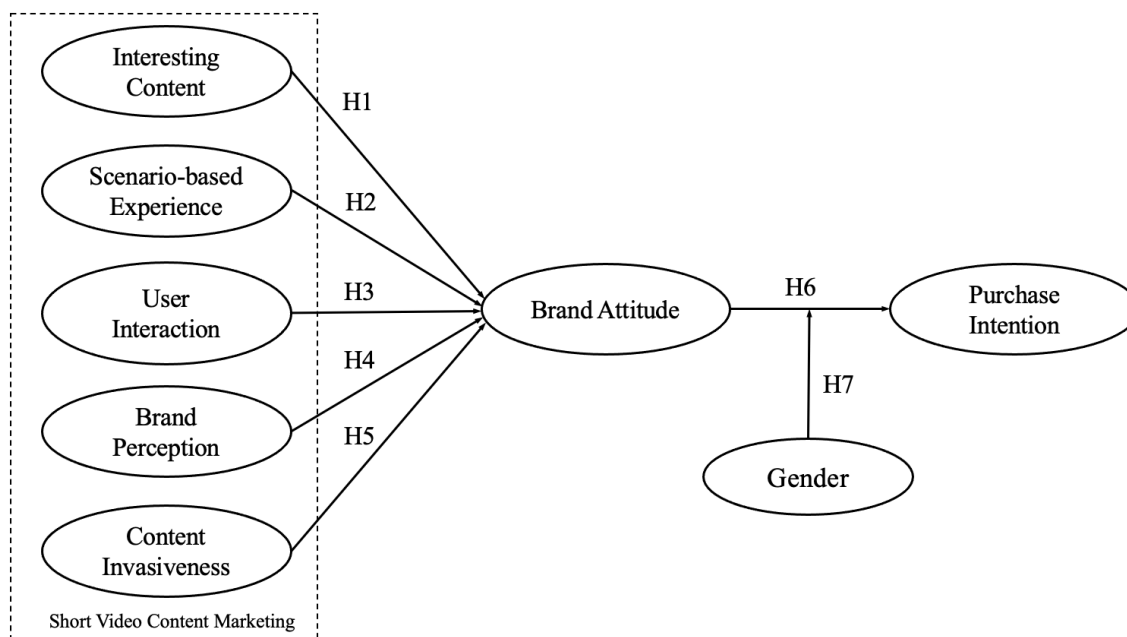 Interesting
Content
H1
Scenario-based
Experience
H2
User
Interaction
H3
Brand Attitude
H6
Purchase
Intention
H4
H7
Brand
Perception
H5
Gender
Content
Invasiveness
Short Video Content Marketing